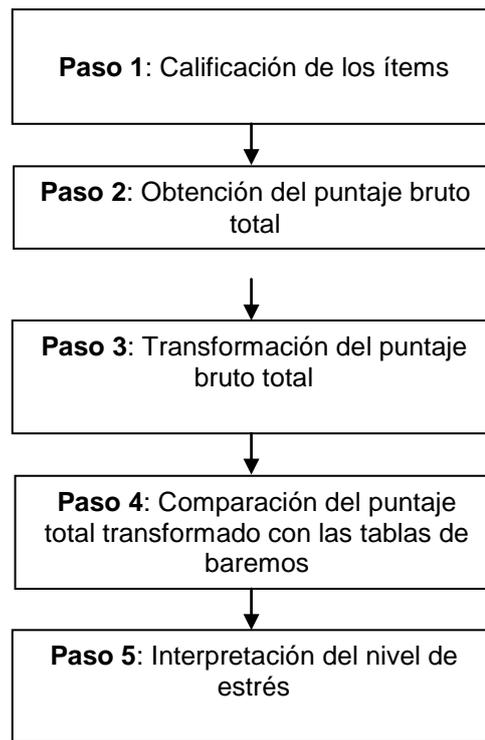 Paso 1: Calificación de los ítems
Paso 2: Obtención del puntaje bruto
total
Paso 3: Transformación del puntaje
bruto total
Paso 4: Comparación del puntaje
total transformado con las tablas de
baremos
Paso 5: Interpretación del nivel de
estrés